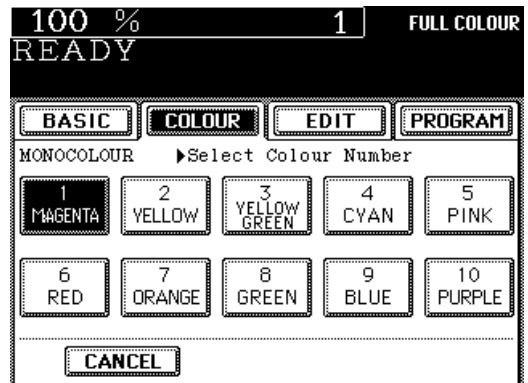 100 % 1 FULL COLOUR
READY
BASIC COLOUR EDIT PROGRAM
MONOCOLOUR ▶Select Colour Number
1 2 3 4 5
MAGENTA YELLOW YELLOW GREEN CYAN PINK
6 7 8 9 10
RED ORANGE GREEN BLUE PURPLE
CANCEL